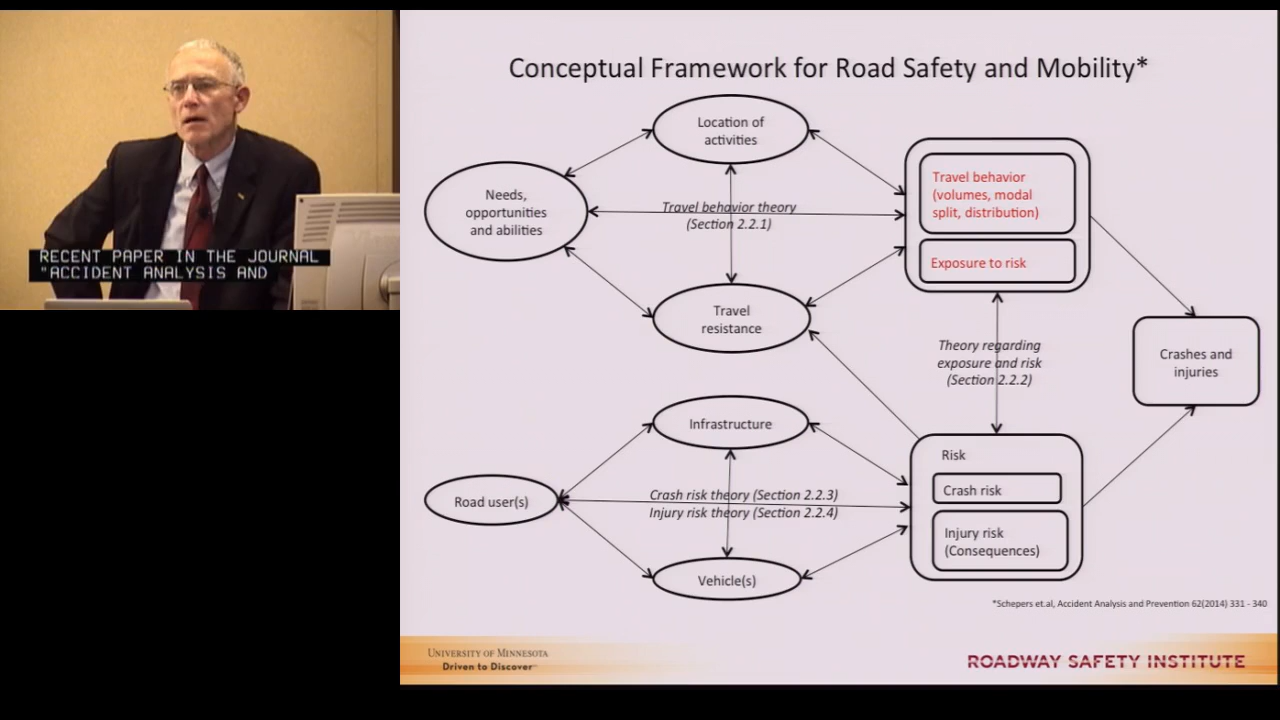 RECENT PAPER IN THE JOURNAL
"ACCIDENT ANALYSIS AND
Conceptual Framework for Road Safety and Mobility*
Location of
activities
Needs,
opportunities
and abilities
Travel behavior theory
(Section 2.2.1)
Travel behavior
(volumes, modal
split, distribution)
Exposure to risk
Travel
resistance
Theory regarding
exposure and risk
(Section 2.2.2)
Crashes and
injuries
Infrastructure
Road user(s)
Crash risk theory (Section 2.2.3)
Injury risk theory (Section 2.2.4)
Vehicle(s)
Risk
Crash risk
Injury risk
(Consequences)
*Schepers et.al, Accident Analysis and Prevention 62(2014) 331 - 340
UNIVERSITY OF MINNESOTA
Driven to Discover™
ROADWAY SAFETY INSTITUTE